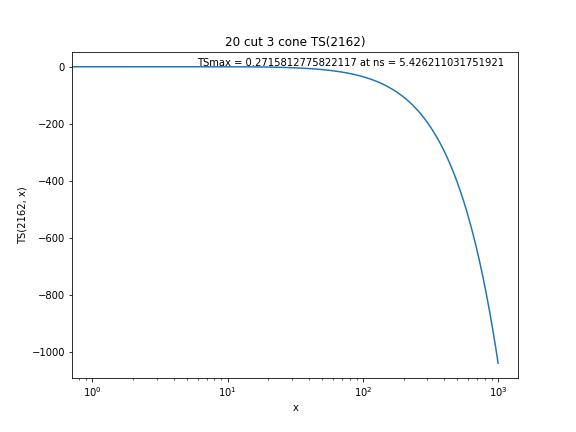 20 cut 3 cone TS(2162)
TSmax = 0.2715812775822117 at ns = 5.426211031751921
0
−200
−400
−600
−800
−1000
TS(2162, x)
10⁰
10¹
10²
10³
x